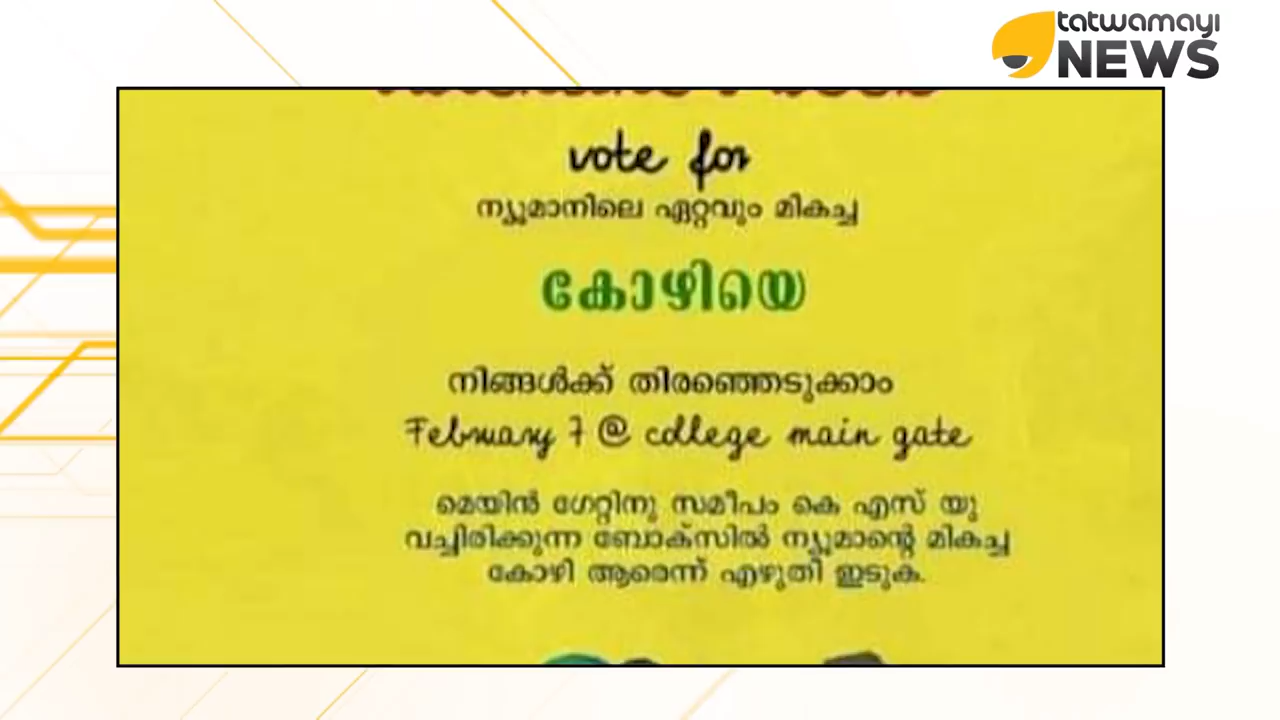 tatwamayi
NEWS
vote for
ന്യൂമാനിലെ ഏറ്റവും മികച്ച
കോഴിയെ
നിങ്ങൾക്ക് തിരഞ്ഞെടുക്കാം
February 7 @ college main gate
മെയിൻ ഗേറ്റിനു സമീപം കെ എസ് യു
വച്ചിരിക്കുന്ന ബോക്സിൽ ന്യൂമാന്റെ മികച്ച
കോഴി ആരെന്ന് എഴുതി ഇടുക.